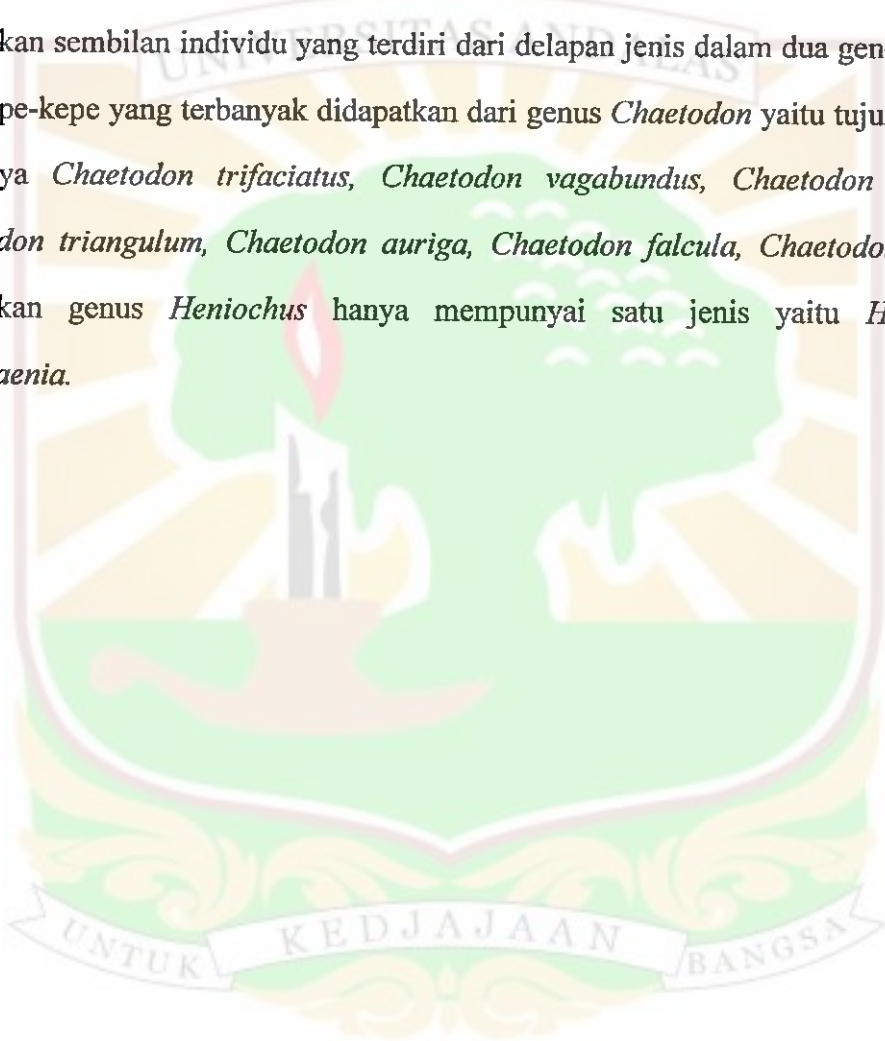 kan sembilan individu yang terdiri dari delapan jenis dalam dua gen
UNIVERSITAS ANDALAS
pe-kepe yang terbanyak didapatkan dari genus Chaetodon yaitu tuju
ya Chaetodon trifaciatus, Chaetodon vagabundus, Chaetodon
don triangulum, Chaetodon auriga, Chaetodon falcula, Chaetodo
kan genus Heniochus hanya mempunyai satu jenis yaitu H
aenia.
UNTUK KEDJAJAAN BANGSA